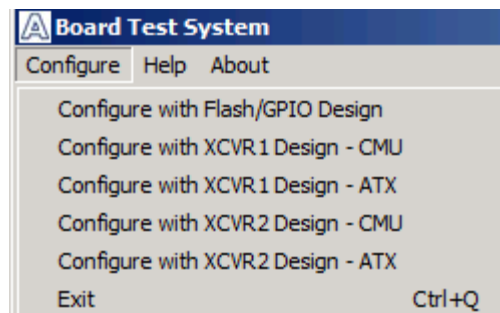 Board Test System
Configure Help About
Configure with Flash/GPIO Design
Configure with XCVR1 Design - CMU
Configure with XCVR1 Design - ATX
Configure with XCVR2 Design - CMU
Configure with XCVR2 Design - ATX
Exit Ctrl+Q